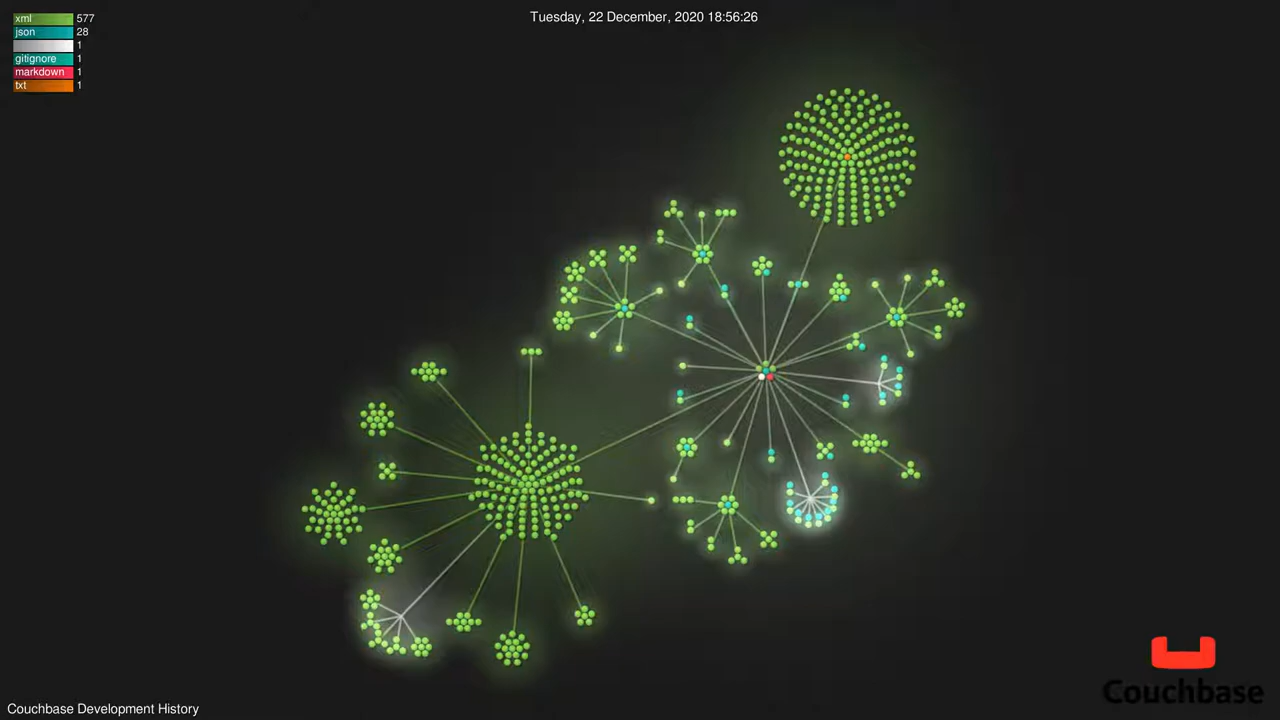 Tuesday, 22 December, 2020 18:56:26
xml 577
json 28
1
gitignore 1
markdown 1
txt 1
Couchbase
Couchbase Development History